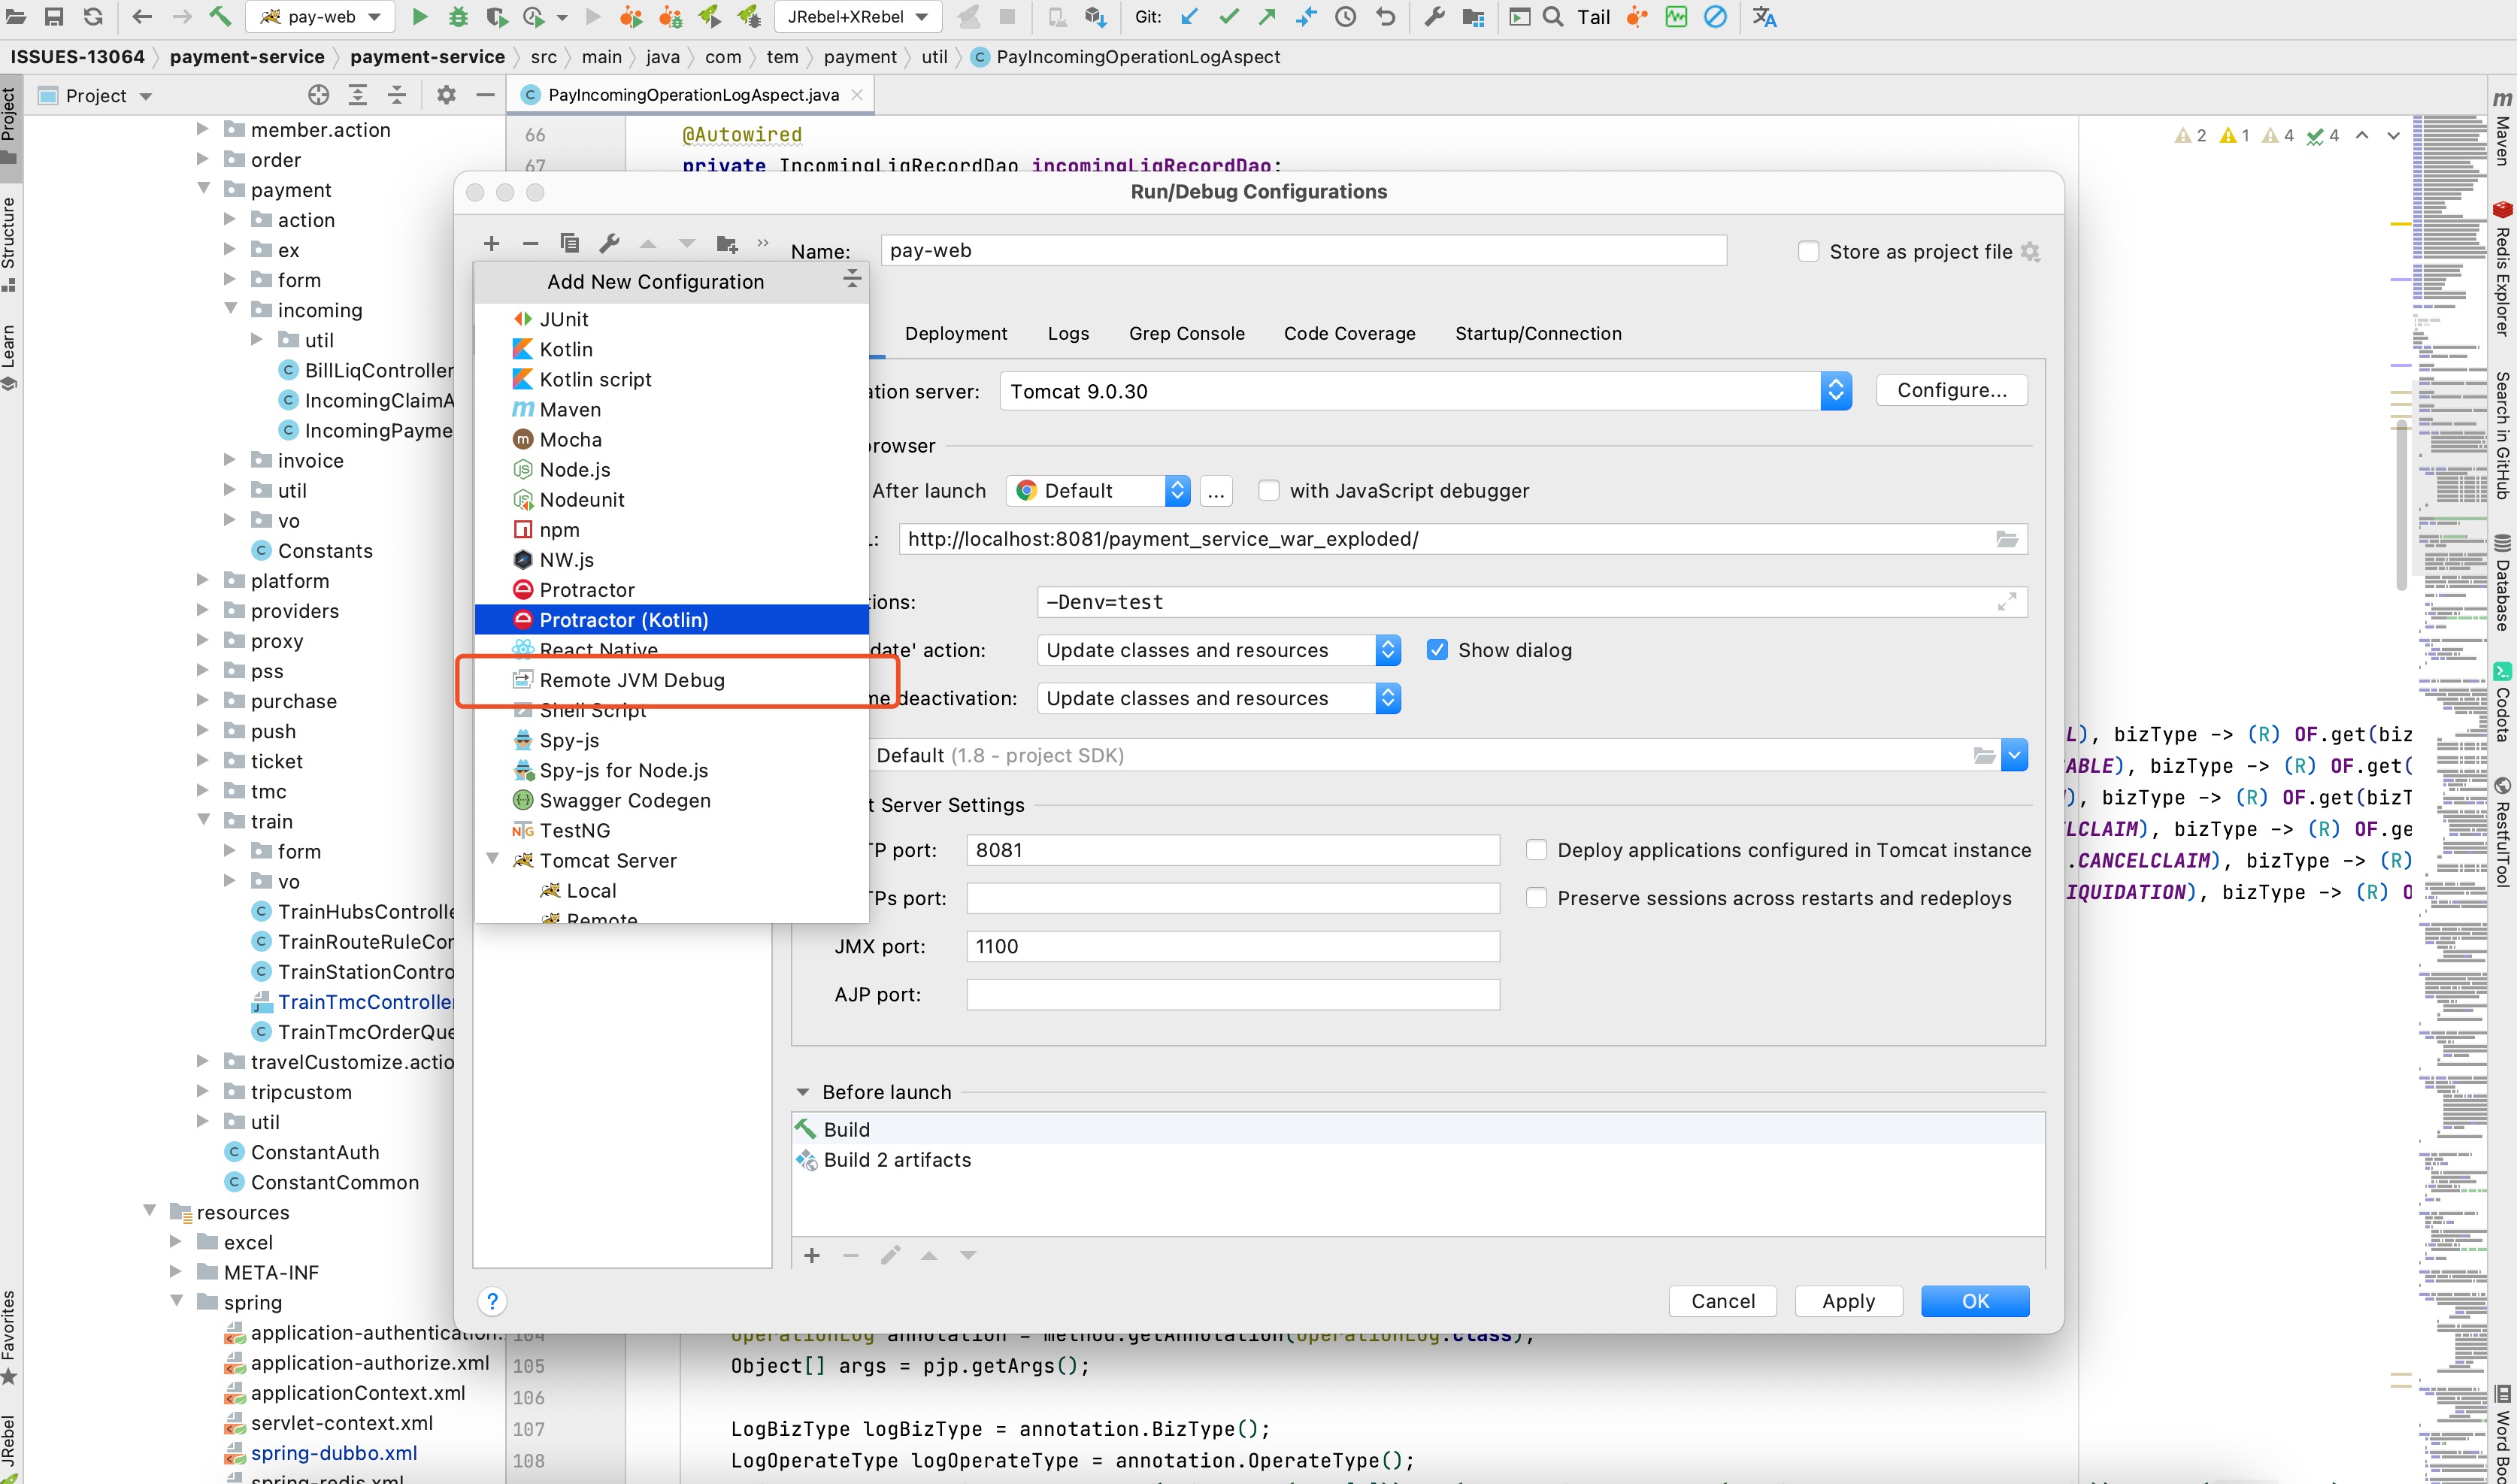 pay-web
JRebel+XRebel
Git:
Tail
ISSUES-13064
payment-service
payment-service
src
main
java
com
tem
payment
util
PayIncomingOperationLogAspect
Project
PayIncomingOperationLogAspect.java
Project
Structure
Learn
Favorites
JRebel
member.action
order
payment
action
ex
form
incoming
util
BillLiqController
IncomingClaimA
IncomingPayme
invoice
util
vo
Constants
platform
providers
proxy
pss
purchase
push
ticket
tmc
train
form
vo
TrainHubsControlle
TrainRouteRuleCor
TrainStationContro
TrainTmcController
TrainTmcOrderQue
travelCustomize.actio
tripcustom
util
ConstantAuth
ConstantCommon
resources
excel
META-INF
spring
application-authentication.
application-authorize.xml
applicationContext.xml
servlet-context.xml
spring-dubbo.xml
spring-redis.xml
66 @Autowired
67 private IncomingLiqRecordDao incomingLiqRecordDao;
2 1 4 4
Run/Debug Configurations
Name: pay-web
Store as project file
Add New Configuration
JUnit
Kotlin
Kotlin script
Maven
Mocha
Node.js
Nodeunit
npm
NW.js
Protractor
Protractor (Kotlin)
React Native
Remote JVM Debug
Shell Script
Spy-js
Spy-js for Node.js
Swagger Codegen
TestNG
Tomcat Server
Local
Remote
Deployment
Logs
Grep Console
Code Coverage
Startup/Connection
ation server: Tomcat 9.0.30
Configure...
rowser
After launch
Default
...
with JavaScript debugger
L: http://localhost:8081/payment_service_war_exploded/
tions: -Denv=test
date' action: Update classes and resources
Show dialog
me deactivation: Update classes and resources
Default (1.8 - project SDK)
t Server Settings
TP port: 8081
Deploy applications configured in Tomcat instance
TPs port:
Preserve sessions across restarts and redeploys
JMX port: 1100
AJP port:
Before launch
Build
Build 2 artifacts
?
Cancel
Apply
OK
L), bizType -> (R) OF.get(biz
ABLE), bizType -> (R) OF.get(
), bizType -> (R) OF.get(bizT
LCLAIM), bizType -> (R) OF.ge
.CANCELCLAIM), bizType -> (R)
IQUIDATION), bizType -> (R) O
104 OperationLog annotation = method.getAnnotation(OperationLog.class);
105 Object[] args = pjp.getArgs();
106
107 LogBizType logBizType = annotation.BizType();
108 LogOperateType logOperateType = annotation.OperateType();
Maven
Redis Explorer
Search in GitHub
Database
Codota
RestfulTool
Word Boo